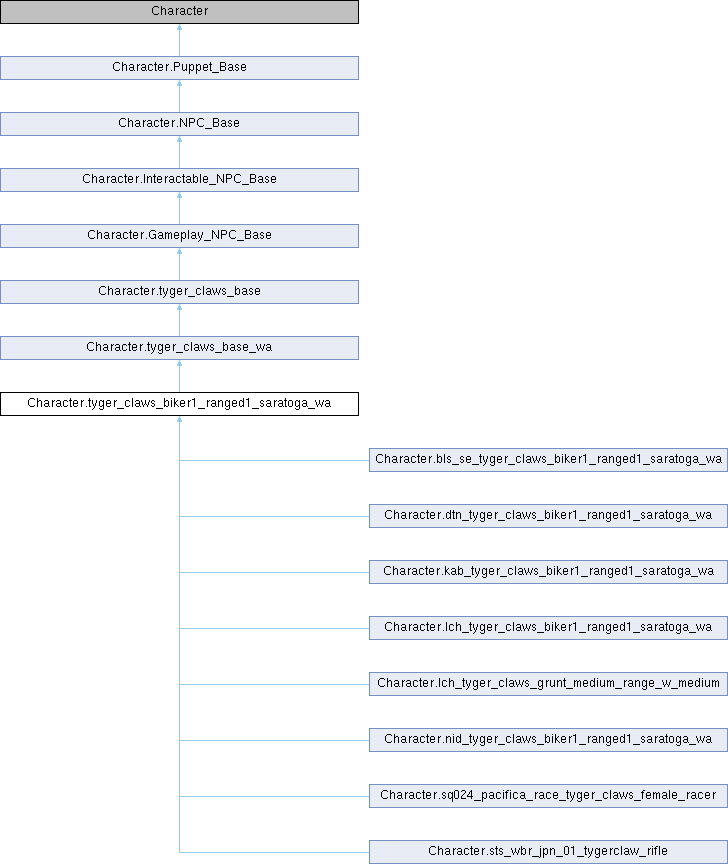 Character
Character.Puppet_Base
Character.NPC_Base
Character.Interactable_NPC_Base
Character.Gameplay_NPC_Base
Character.tyger_claws_base
Character.tyger_claws_base_wa
Character.tyger_claws_biker1_ranged1_saratoga_wa
Character.bls_se_tyger_claws_biker1_ranged1_saratoga_wa
Character.dtn_tyger_claws_biker1_ranged1_saratoga_wa
Character.kab_tyger_claws_biker1_ranged1_saratoga_wa
Character.lch_tyger_claws_biker1_ranged1_saratoga_wa
Character.lch_tyger_claws_grunt_medium_range_w_medium
Character.nid_tyger_claws_biker1_ranged1_saratoga_wa
Character.sq024_pacifica_race_tyger_claws_female_racer
Character.sts_wbr_jpn_01_tygerclaw_rifle